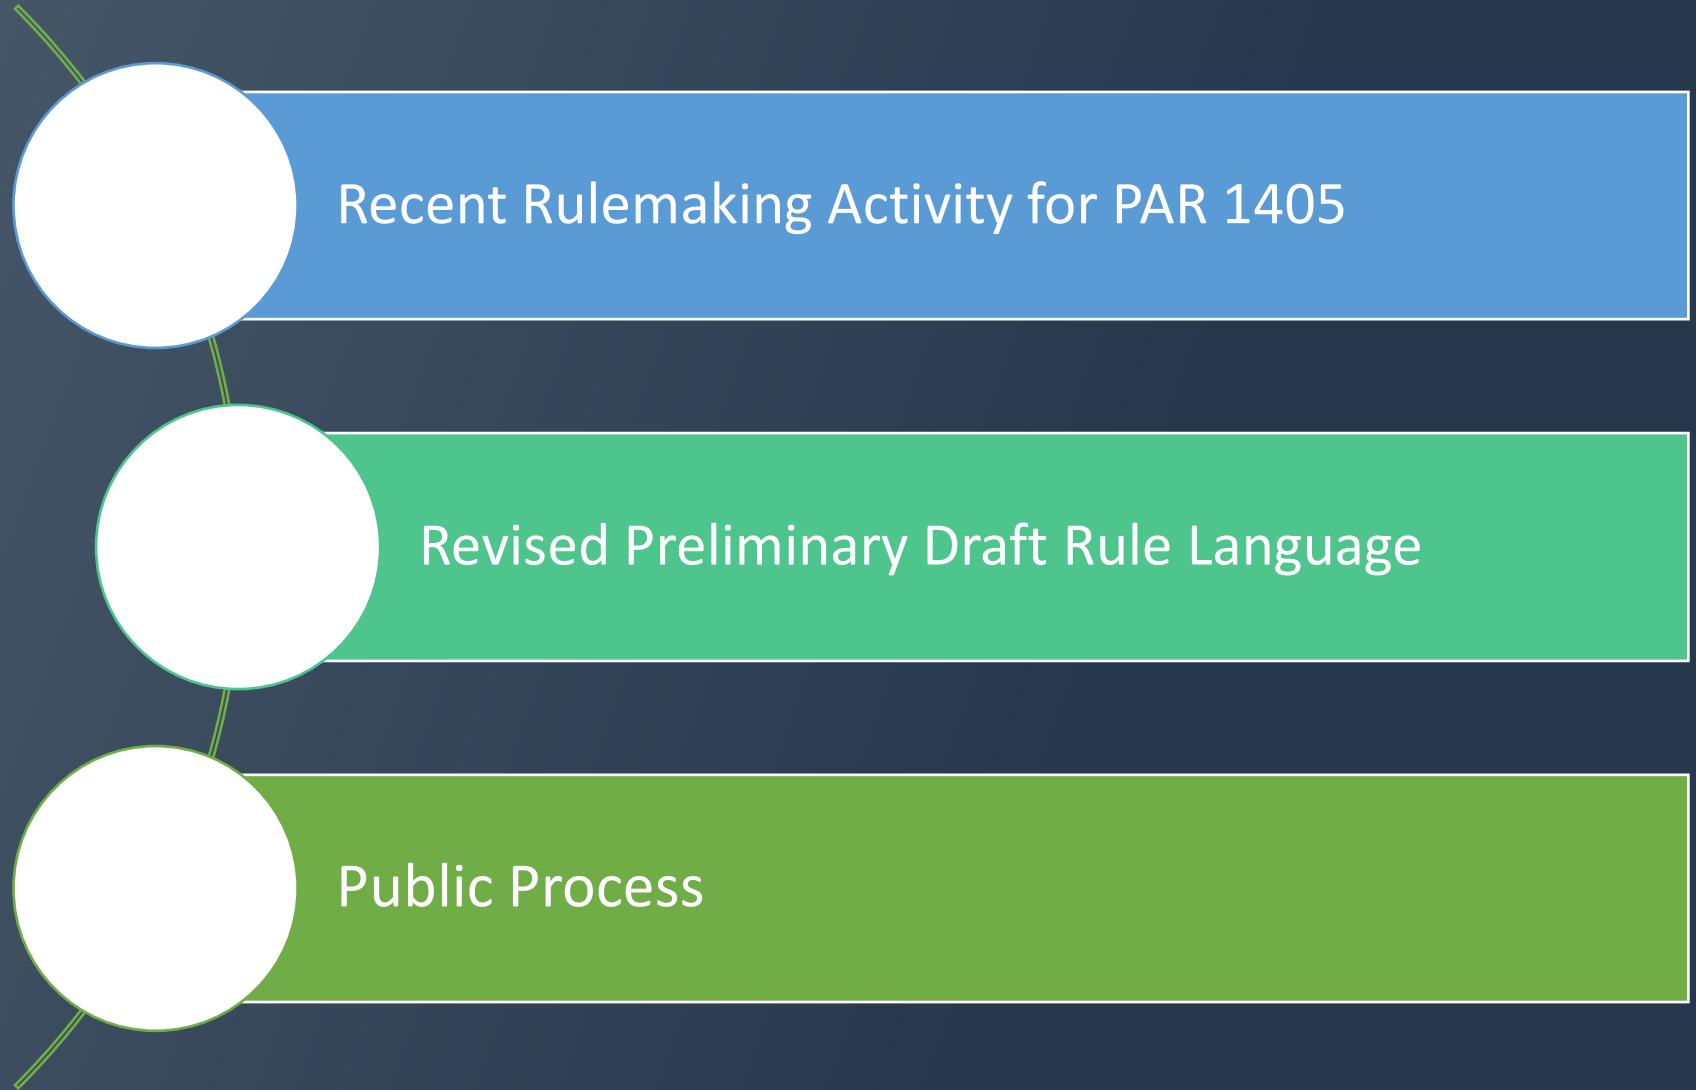 Recent Rulemaking Activity for PAR 1405
Revised Preliminary Draft Rule Language
Public Process